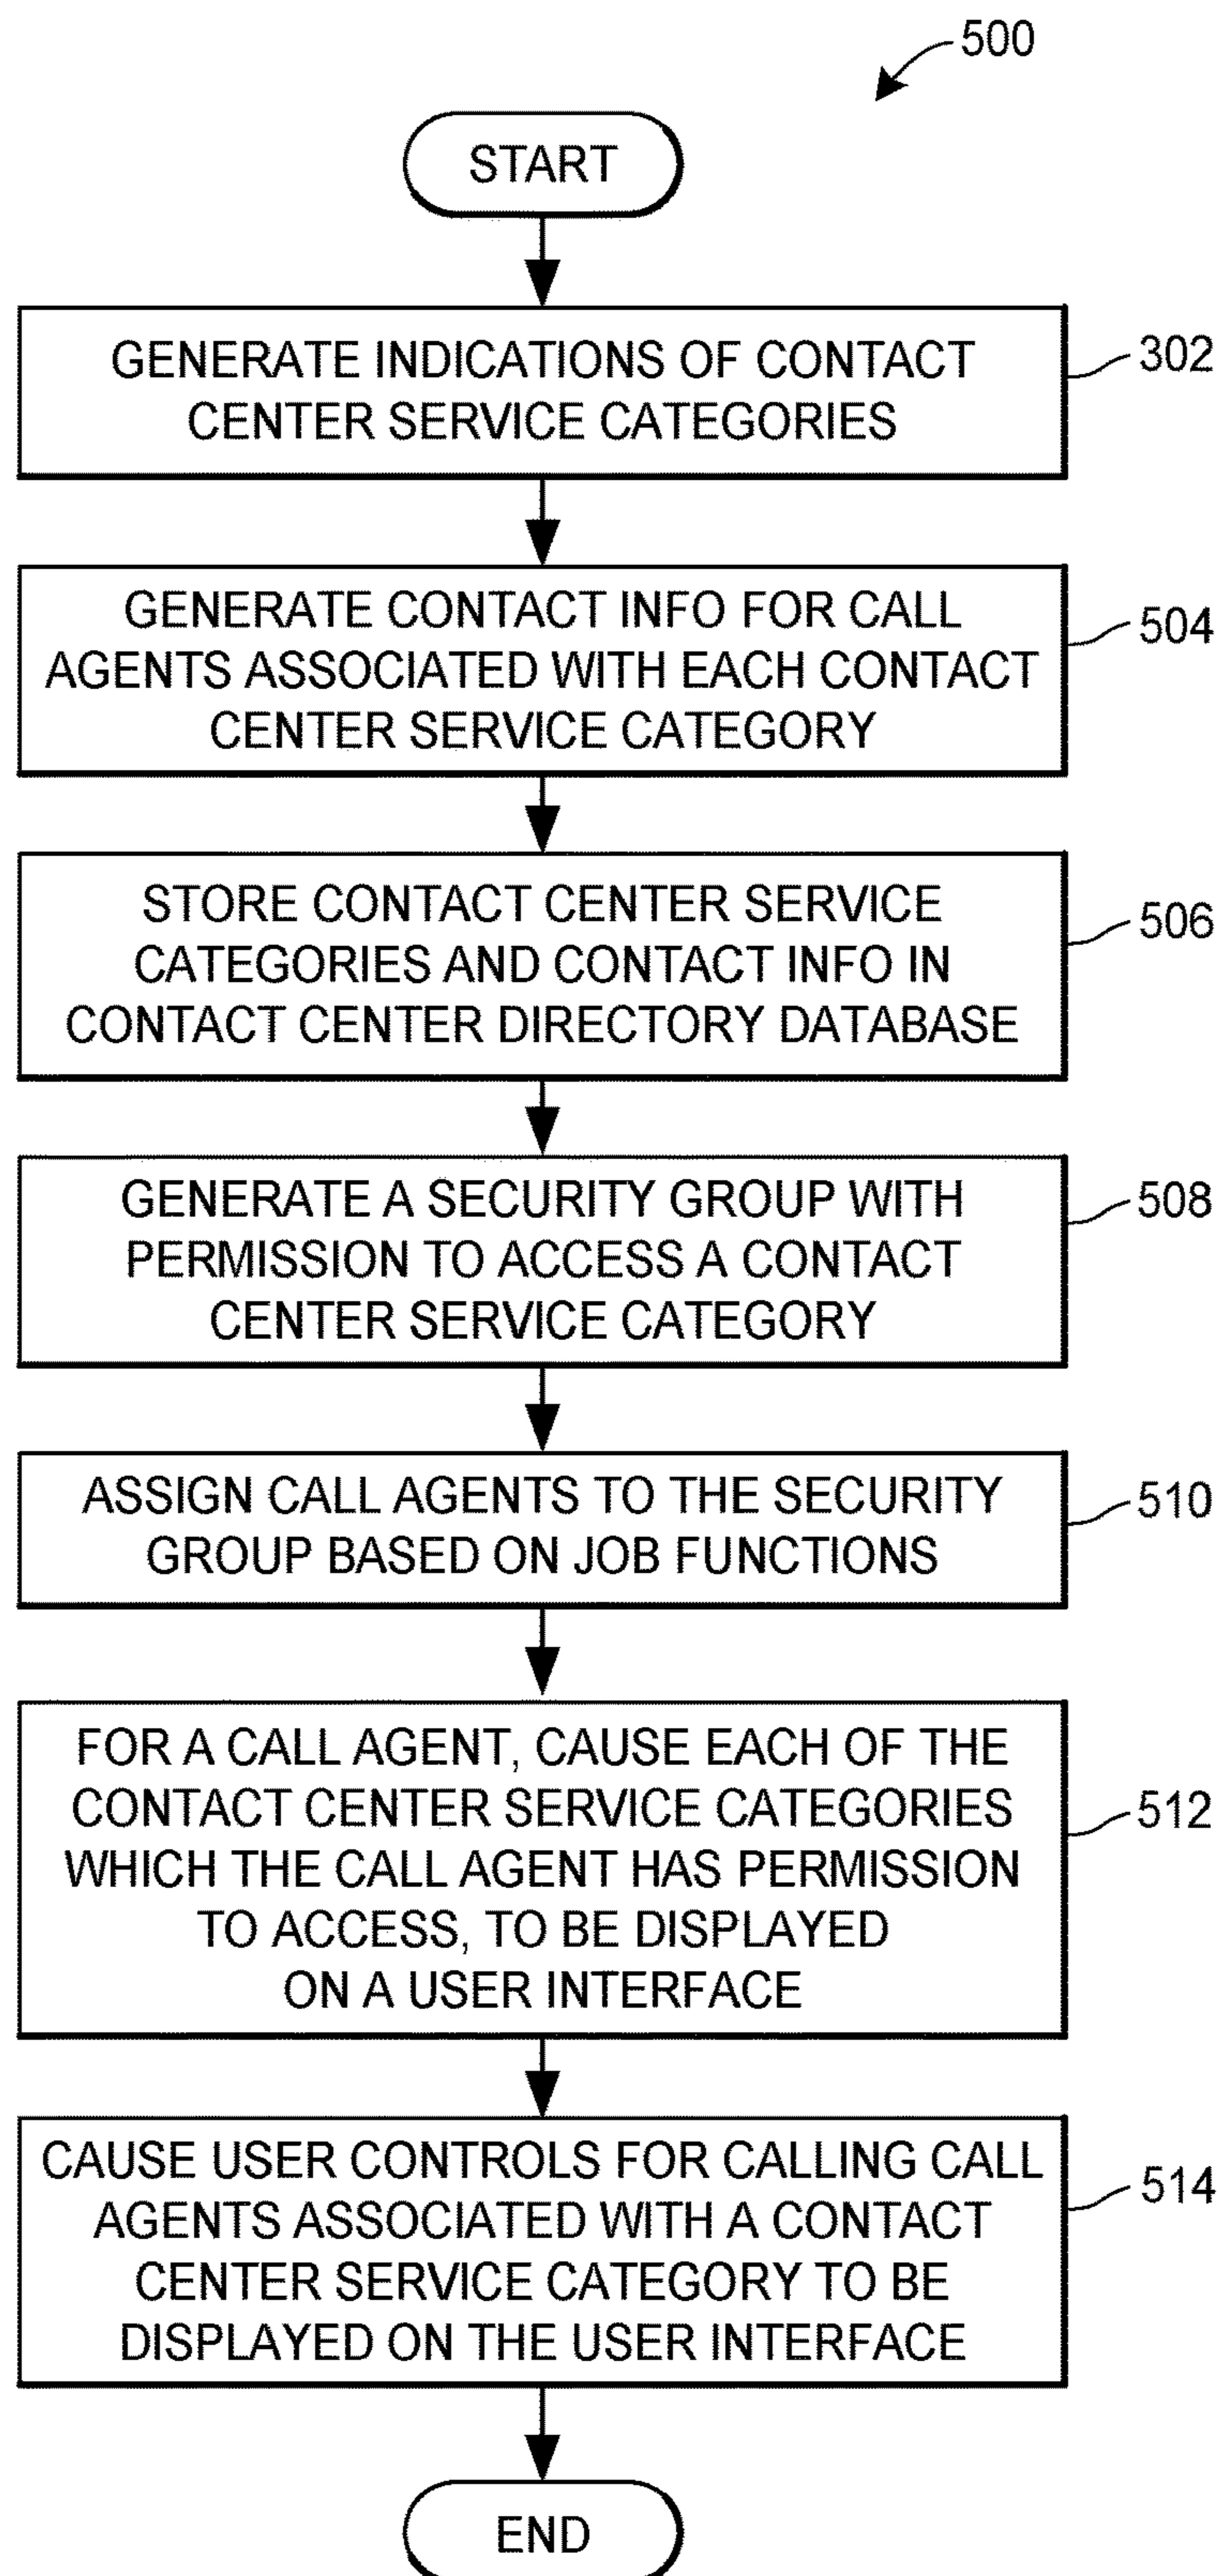 500
START
GENERATE INDICATIONS OF CONTACT
CENTER SERVICE CATEGORIES
302
GENERATE CONTACT INFO FOR CALL
AGENTS ASSOCIATED WITH EACH CONTACT
CENTER SERVICE CATEGORY
504
STORE CONTACT CENTER SERVICE
CATEGORIES AND CONTACT INFO IN
CONTACT CENTER DIRECTORY DATABASE
506
GENERATE A SECURITY GROUP WITH
PERMISSION TO ACCESS A CONTACT
CENTER SERVICE CATEGORY
508
ASSIGN CALL AGENTS TO THE SECURITY
GROUP BASED ON JOB FUNCTIONS
510
FOR A CALL AGENT, CAUSE EACH OF THE
CONTACT CENTER SERVICE CATEGORIES
WHICH THE CALL AGENT HAS PERMISSION
TO ACCESS, TO BE DISPLAYED
ON A USER INTERFACE
512
CAUSE USER CONTROLS FOR CALLING CALL
AGENTS ASSOCIATED WITH A CONTACT
CENTER SERVICE CATEGORY TO BE
DISPLAYED ON THE USER INTERFACE
514
END